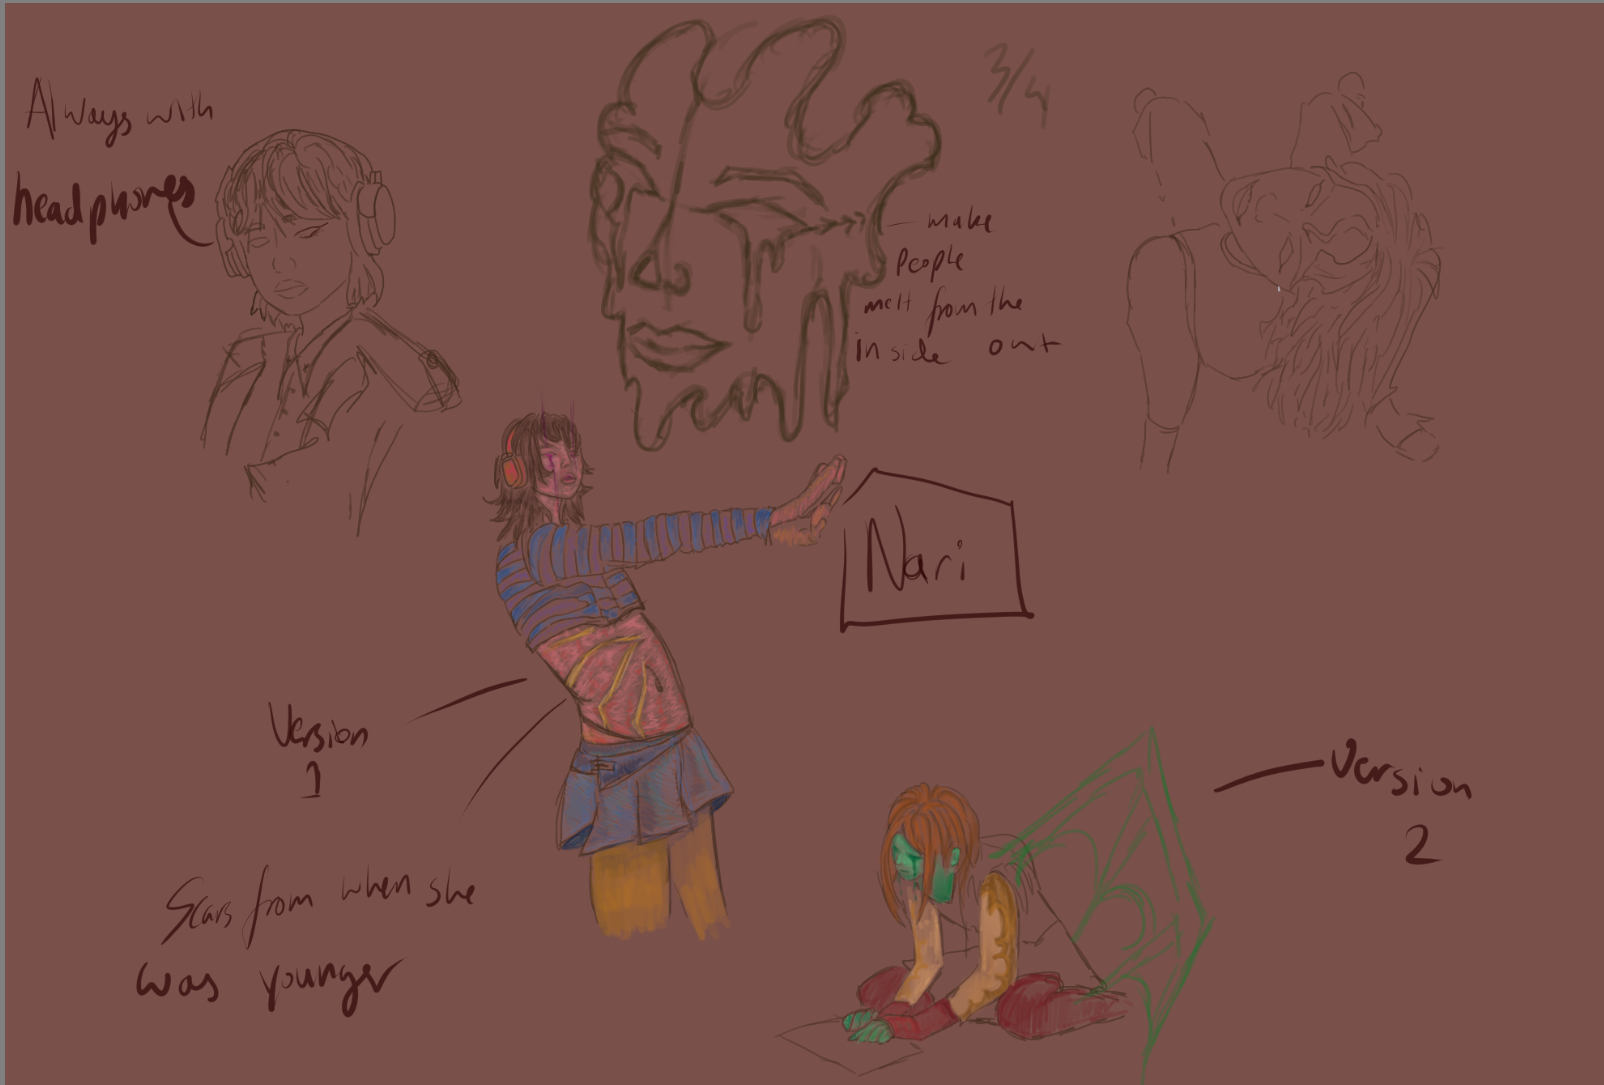 Always with
headphones
3/4
make
people
melt from the
inside out
Nari
Version
1
Scars from when she
was younger
Version
2